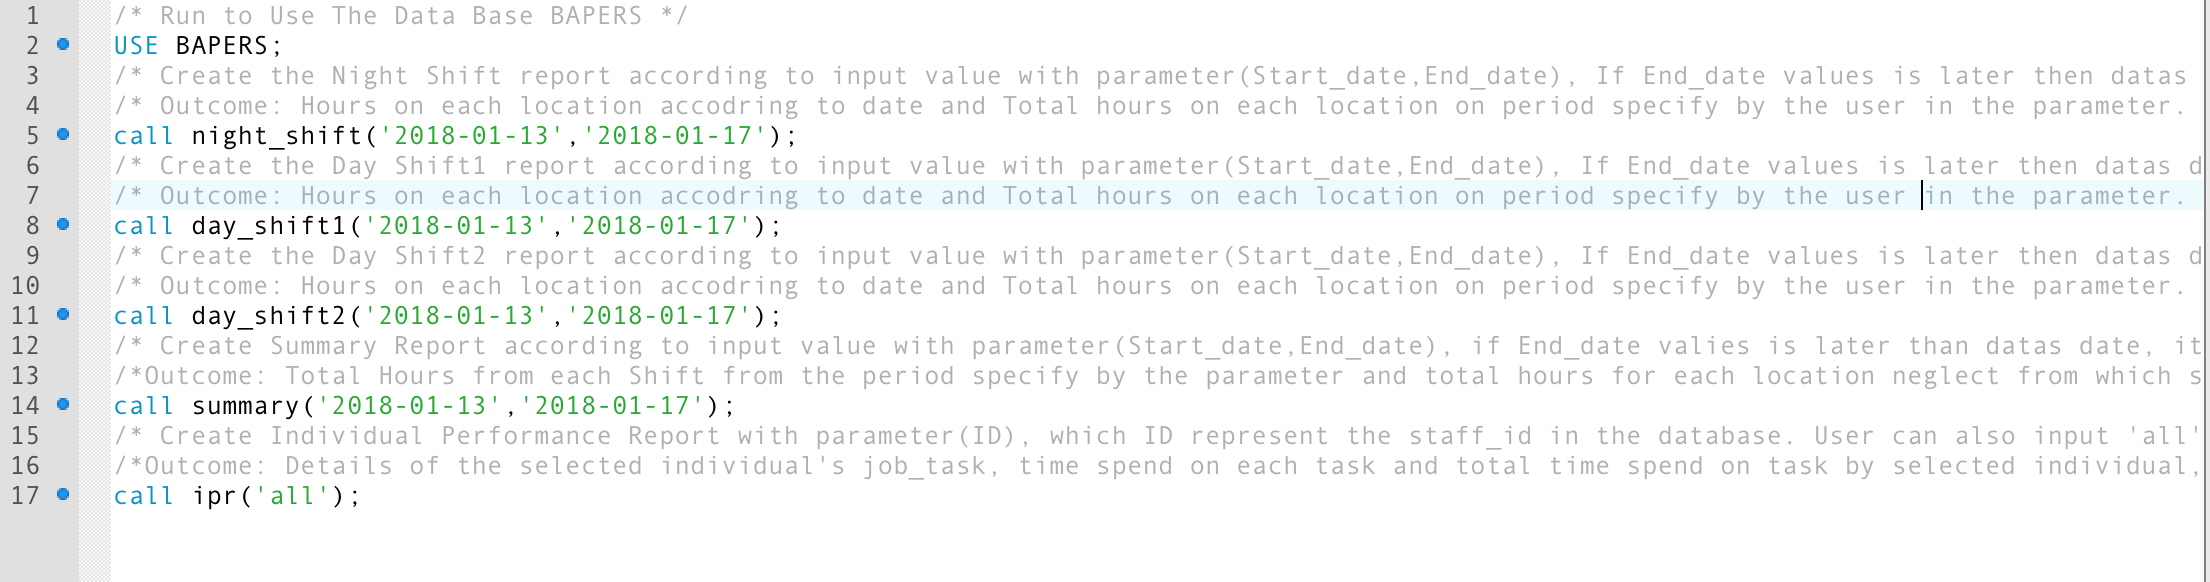 1 /* Run to Use The Data Base BAPERS */
2 USE BAPERS;
3 /* Create the Night Shift report according to input value with parameter(Start_date,End_date), If End_date values is later then datas
4 /* Outcome: Hours on each location accodring to date and Total hours on each location on period specify by the user in the parameter.
5 call night_shift('2018-01-13','2018-01-17');
6 /* Create the Day Shift1 report according to input value with parameter(Start_date,End_date), If End_date values is later then datas d
7 /* Outcome: Hours on each location accodring to date and Total hours on each location on period specify by the user in the parameter.
8 call day_shift1('2018-01-13','2018-01-17');
9 /* Create the Day Shift2 report according to input value with parameter(Start_date,End_date), If End_date values is later then datas d
10 /* Outcome: Hours on each location accodring to date and Total hours on each location on period specify by the user in the parameter.
11 call day_shift2('2018-01-13','2018-01-17');
12 /* Create Summary Report according to input value with parameter(Start_date,End_date), if End_date valies is later than datas date, it
13 /*Outcome: Total Hours from each Shift from the period specify by the parameter and total hours for each location neglect from which s
14 call summary('2018-01-13','2018-01-17');
15 /* Create Individual Performance Report with parameter(ID), which ID represent the staff_id in the database. User can also input 'all'
16 /*Outcome: Details of the selected individual's job_task, time spend on each task and total time spend on task by selected individual,
17 call ipr('all');